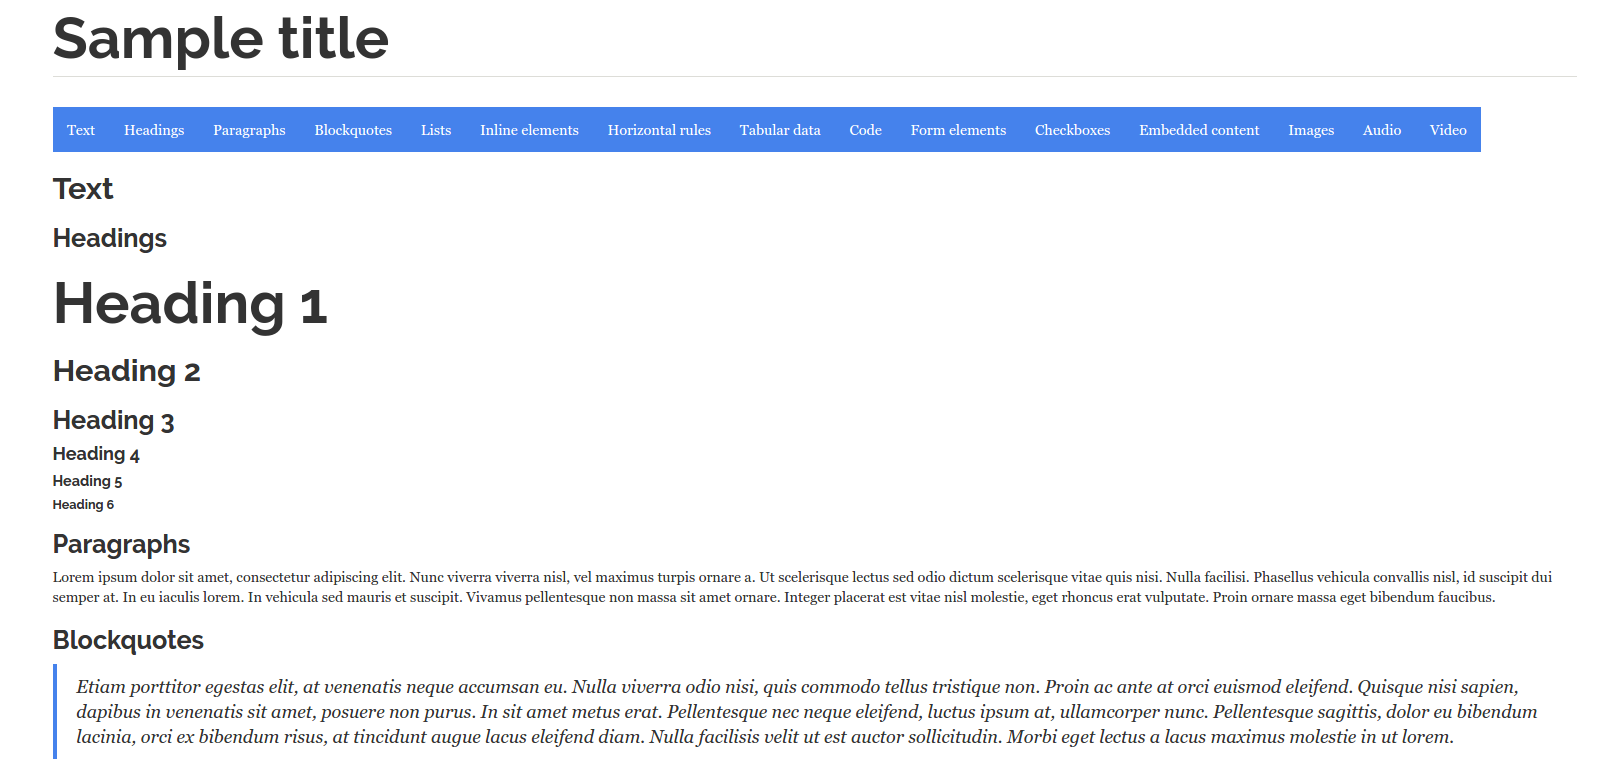 Sample title
Text Headings Paragraphs Blockquotes Lists Inline elements Horizontal rules Tabular data Code Form elements Checkboxes Embedded content Images Audio Video
Text
Headings
Heading 1
Heading 2
Heading 3
Heading 4
Heading 5
Heading 6
Paragraphs
Lorem ipsum dolor sit amet, consectetur adipiscing elit. Nunc viverra viverra nisl, vel maximus turpis ornare a. Ut scelerisque lectus sed odio dictum scelerisque vitae quis nisi. Nulla facilisi. Phasellus vehicula convallis nisl, id suscipit dui
semper at. In eu iaculis lorem. In vehicula sed mauris et suscipit. Vivamus pellentesque non massa sit amet ornare. Integer placerat est vitae nisl molestie, eget rhoncus erat vulputate. Proin ornare massa eget bibendum faucibus.
Blockquotes
Etiam porttitor egestas elit, at venenatis neque accumsan eu. Nulla viverra odio nisi, quis commodo tellus tristique non. Proin ac ante at orci euismod eleifend. Quisque nisi sapien,
dapibus in venenatis sit amet, posuere non purus. In sit amet metus erat. Pellentesque nec neque eleifend, luctus ipsum at, ullamcorper nunc. Pellentesque sagittis, dolor eu bibendum
lacinia, orci ex bibendum risus, at tincidunt augue lacus eleifend diam. Nulla facilisis velit ut est auctor sollicitudin. Morbi eget lectus a lacus maximus molestie in ut lorem.